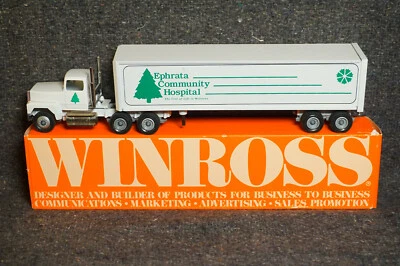 Ephrata
Community
Hospital
WINROSS®
DESIGNER AND BUILDER OF PRODUCTS FOR BUSINESS TO BUSINESS
COMMUNICATIONS • MARKETING • ADVERTISING • SALES PROMOTION